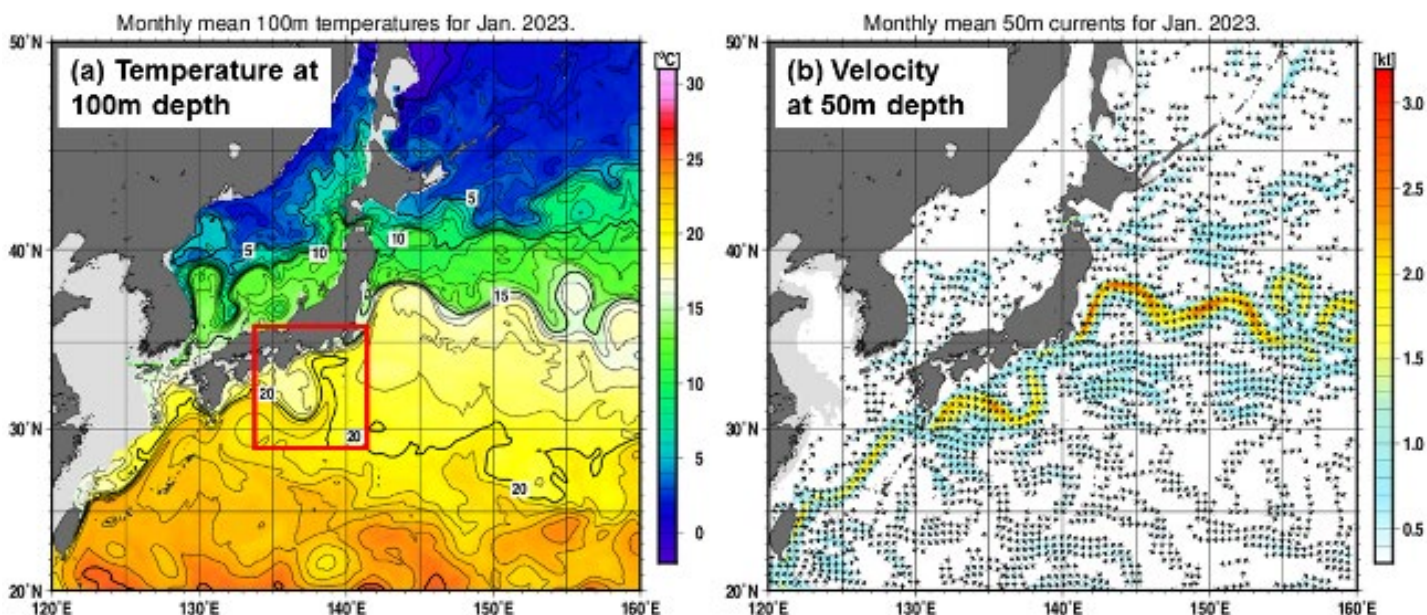 Monthly mean 100m temperatures for Jan. 2023.
50˚N
(a) Temperature at
100m depth
[˚C]
30
25
20
15
10
5
0
40˚N
30˚N
20˚N
120˚E
130˚E
140˚E
150˚E
160˚E
5
5
10
10
15
20
20
20
Monthly mean 50m currents for Jan. 2023.
50˚N
(b) Velocity
at 50m depth
[kt]
3.0
2.5
2.0
1.5
1.0
0.5
40˚N
30˚N
20˚N
120˚E
130˚E
140˚E
150˚E
160˚E